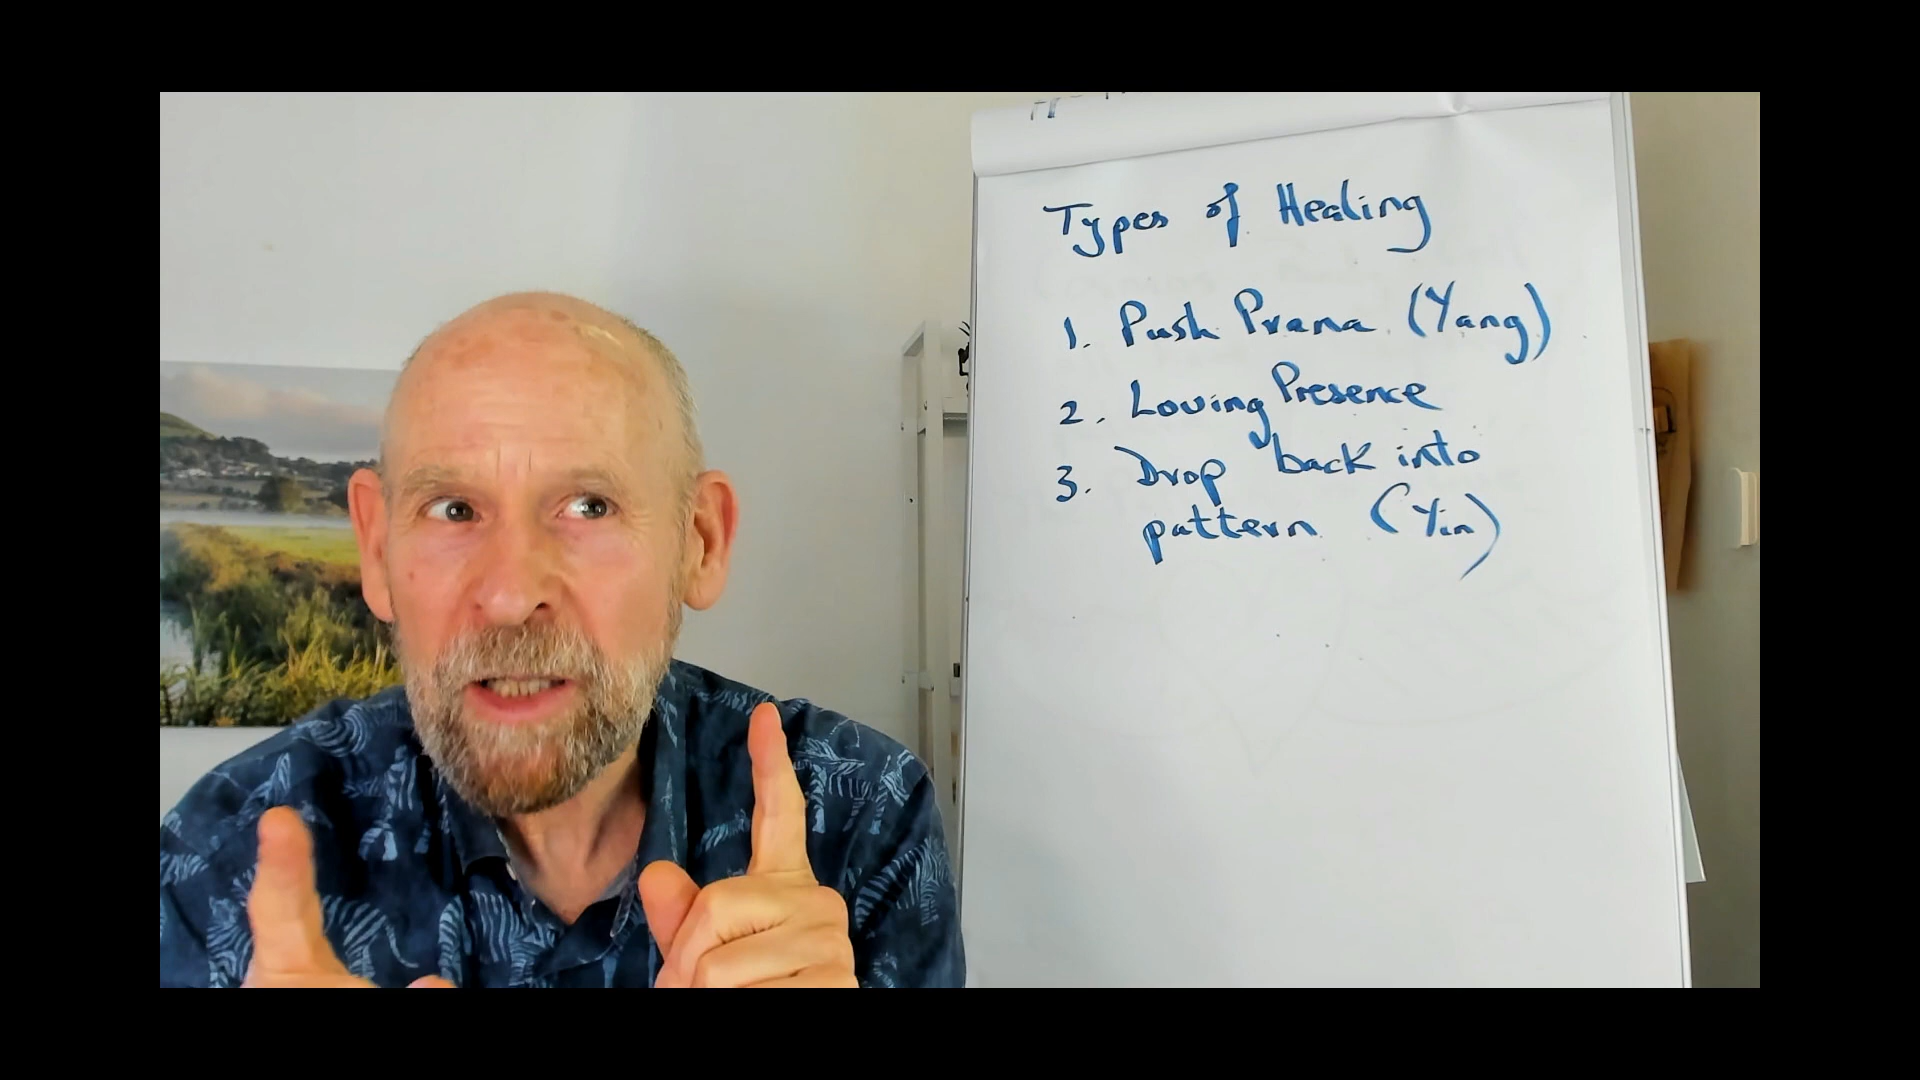 Types of Healing
1. Push Prana (Yang)
2. Loving Presence
3. Drop back into
pattern (Yin)